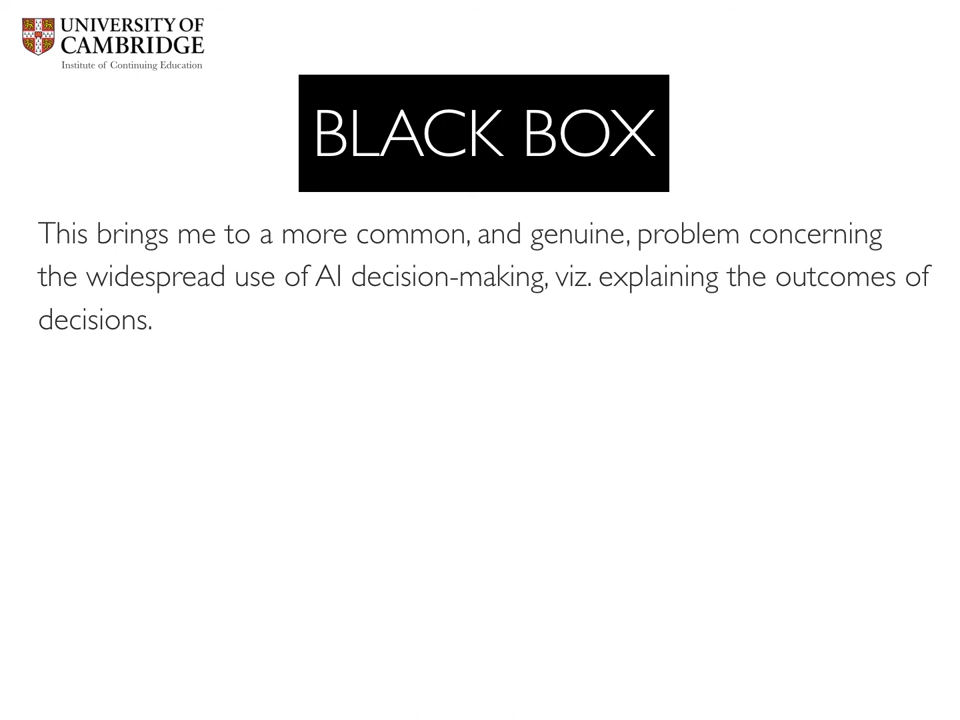 UNIVERSITY OF
CAMBRIDGE
Institute of Continuing Education
BLACK BOX
This brings me to a more common, and genuine, problem concerning
the widespread use of AI decision-making, viz. explaining the outcomes of
decisions.